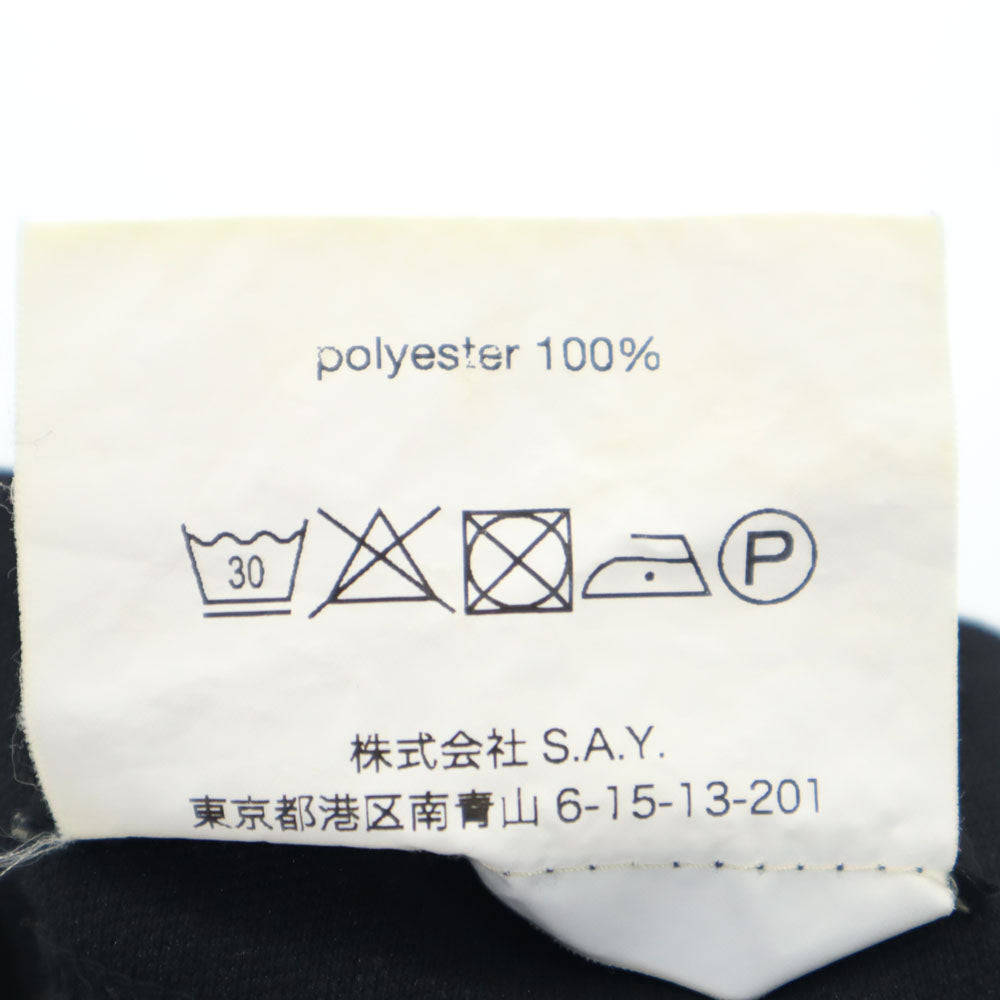 polyester 100%
30 P
株式会社 S.A.Y.
東京都港区南青山 6-15-13-201